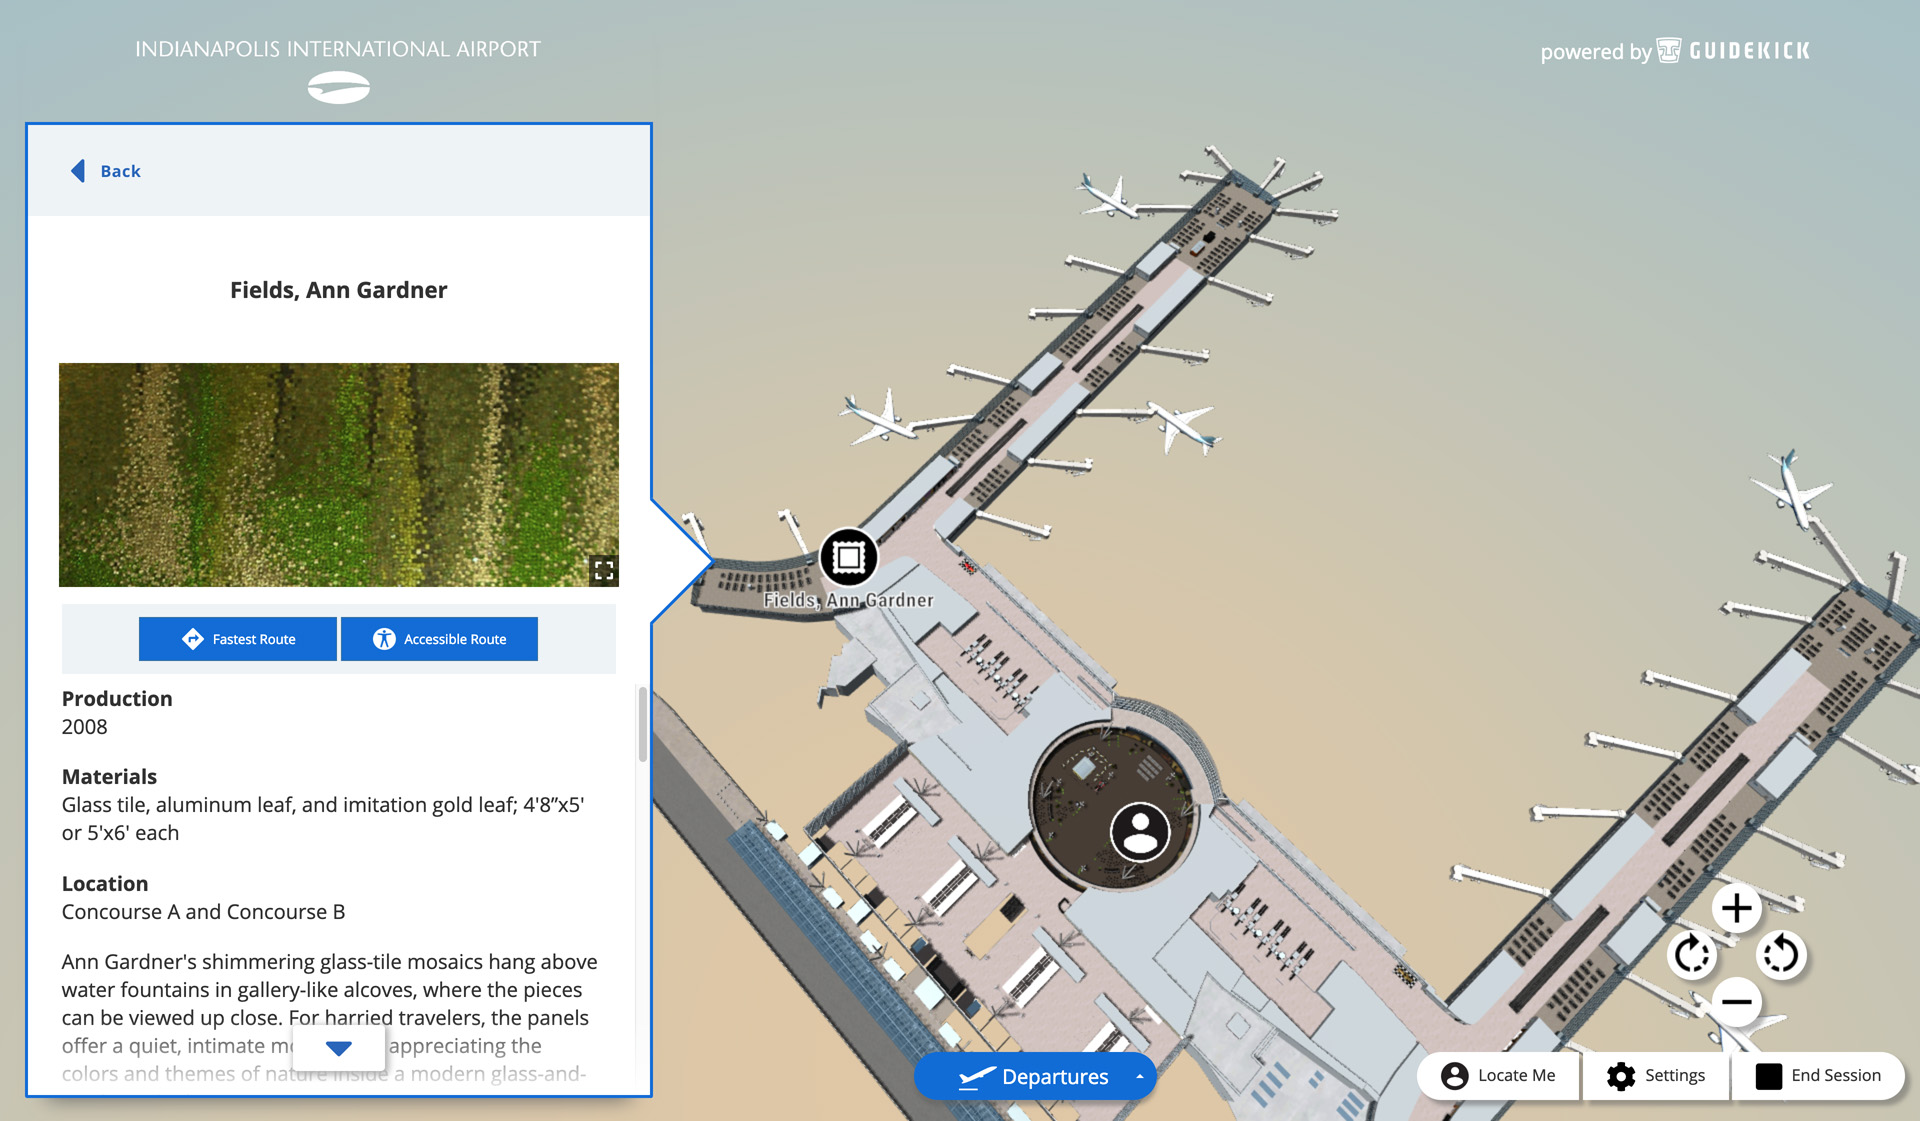 INDIANAPOLIS INTERNATIONAL AIRPORT
powered by GUIDEKICK
Back
Fields, Ann Gardner
Fastest Route
Accessible Route
Production
2008
Materials
Glass tile, aluminum leaf, and imitation gold leaf; 4'8”x5'
or 5'x6' each
Location
Concourse A and Concourse B
Ann Gardner's shimmering glass-tile mosaics hang above
water fountains in gallery-like alcoves, where the pieces
can be viewed up close. For harried travelers, the panels
offer a quiet, intimate appreciating the
colors and themes of nature inside a modern glass-and-
Fields, Ann Gardner
Departures
Locate Me
Settings
End Session